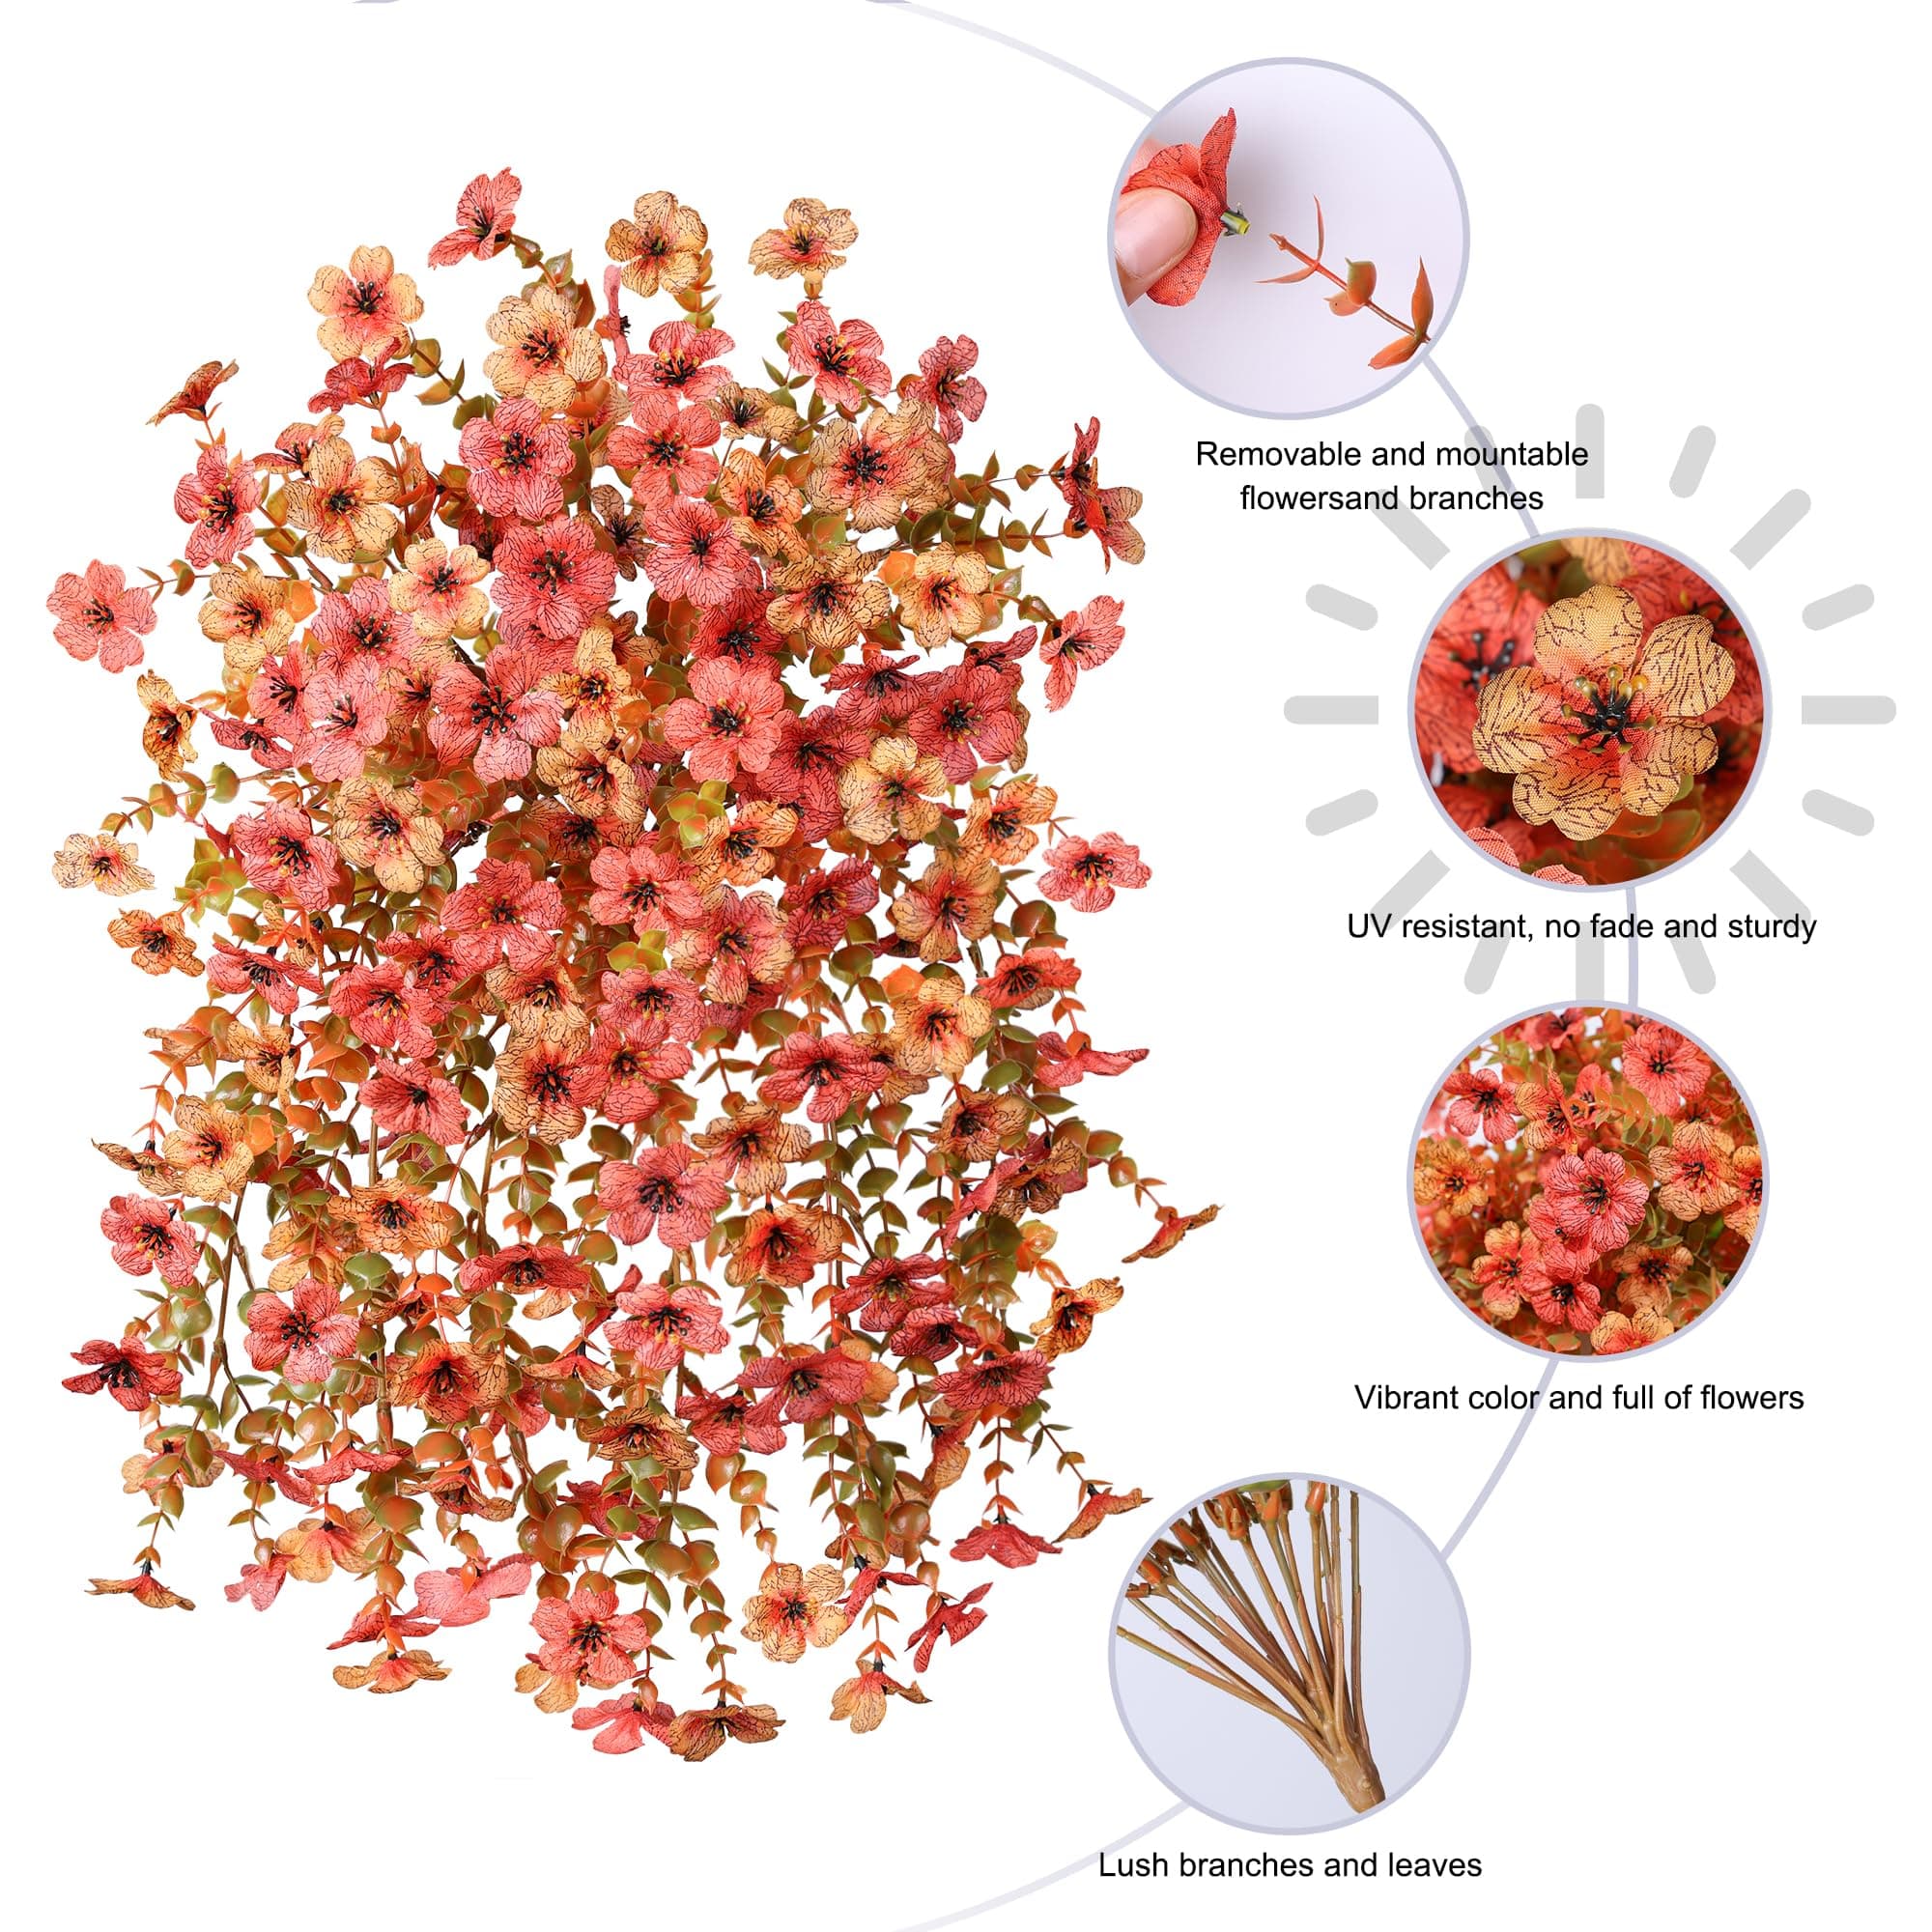 Removable and mountable
flowersand branches
UV resistant, no fade and sturdy
Vibrant color and full of flowers
Lush branches and leaves